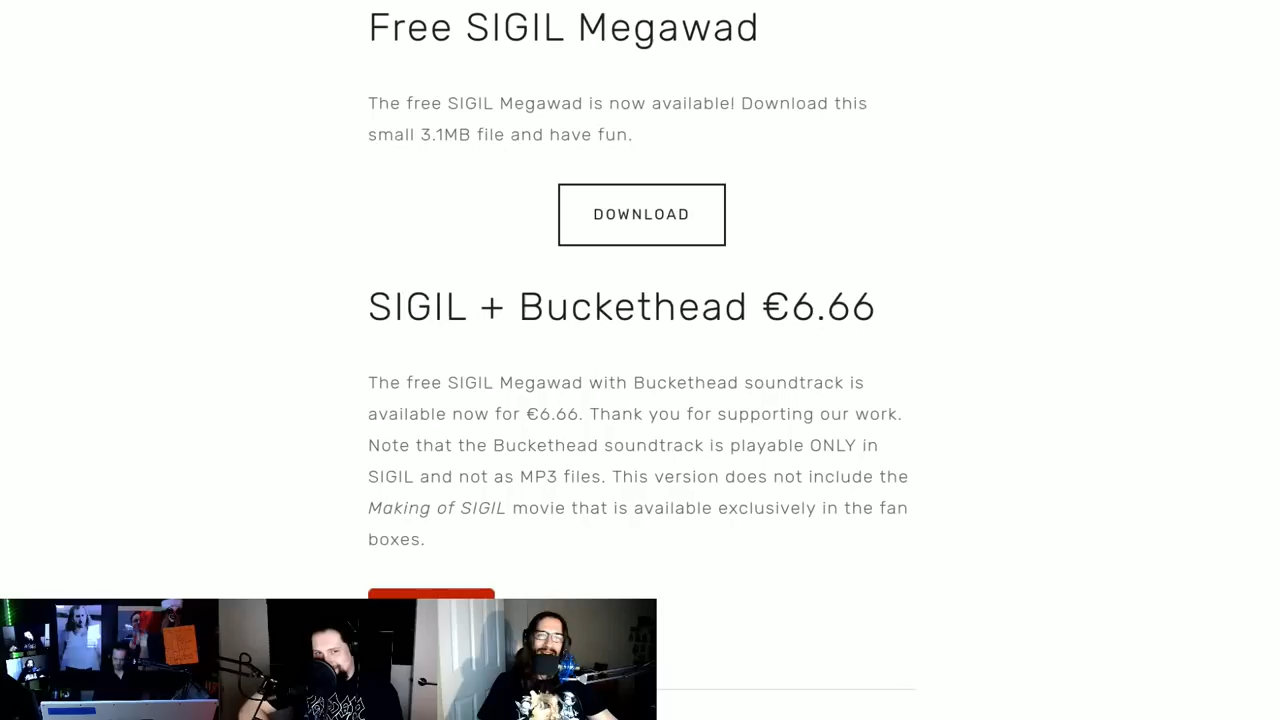 Free SIGIL Megawad
The free SIGIL Megawad is now available! Download this
small 3.1MB file and have fun.
DOWNLOAD
SIGIL + Buckethead €6.66
The free SIGIL Megawad with Buckethead soundtrack is
available now for €6.66. Thank you for supporting our work.
Note that the Buckethead soundtrack is playable ONLY in
SIGIL and not as MP3 files. This version does not include the
Making of SIGIL movie that is available exclusively in the fan
boxes.